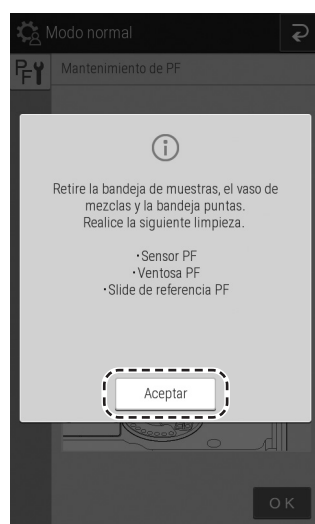 Modo normal
PF
Mantenimiento de PF
Retire la bandeja de muestras, el vaso de
mezclas y la bandeja puntas.
Realice la siguiente limpieza.
・Sensor PF
・Ventosa PF
・Slide de referencia PF
Aceptar
OK